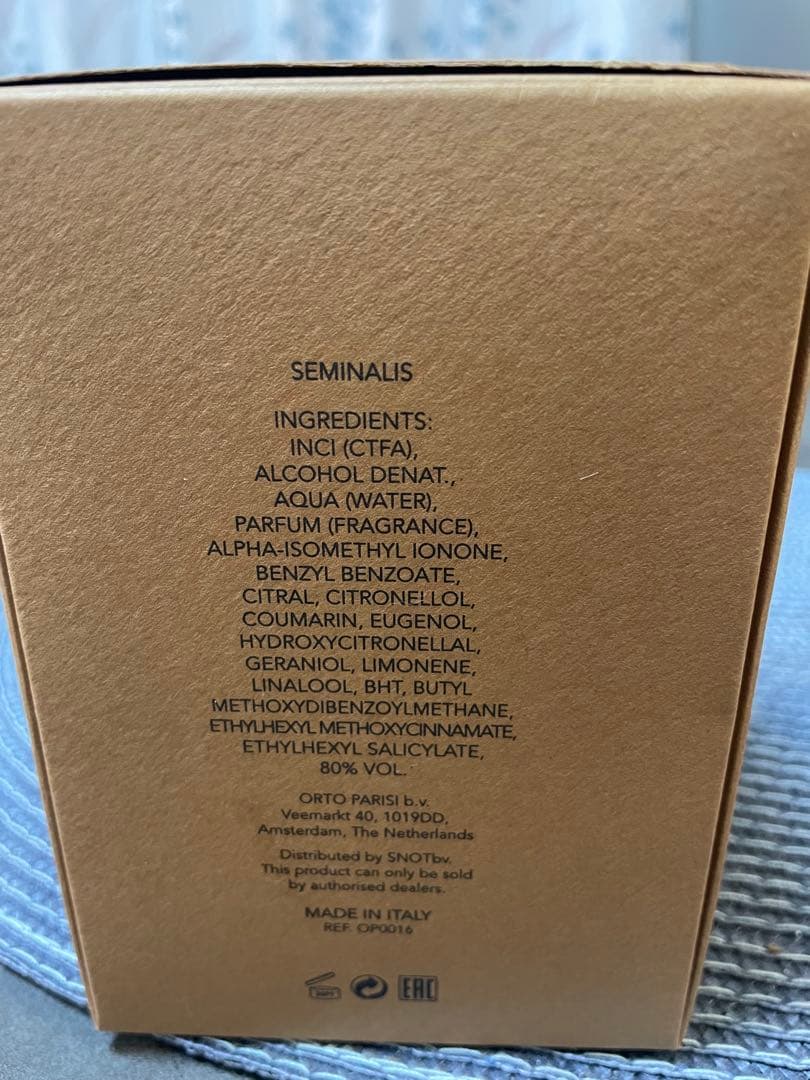 SEMINALIS
INGREDIENTS:
INCI (CTFA),
ALCOHOL DENAT.,
AQUA (WATER),
PARFUM (FRAGRANCE),
ALPHA-ISOMETHYL IONONE,
BENZYL BENZOATE,
CITRAL, CITRONELLOL,
COUMARIN, EUGENOL,
HYDROXYCITRONELLAL,
GERANIOL, LIMONENE,
LINALOOL, BHT, BUTYL
METHOXYDIBENZOYLMETHANE,
ETHYLHEXYL METHOXYCINNAMATE,
ETHYLHEXYL SALICYLATE,
80% VOL.
ORTO PARISI b.v.
Veemarkt 40, 1019DD,
Amsterdam, The Netherlands
Distributed by SNOTbv.
This product can only be sold
by authorised dealers.
MADE IN ITALY
REF. OP0016
EAC